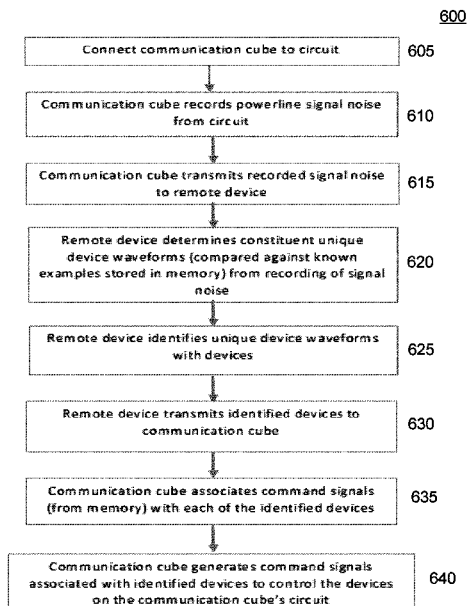 600
Connect communication cube to circuit
605
Communication cube records powerline signal noise
from circuit
610
Communication cube transmits recorded signal noise
to remote device
615
Remote device determines constituent unique
device waveforms (compared against known
examples stored in memory) from recording of signal
noise
620
Remote device identifies unique device waveforms
with devices
625
Remote device transmits identified devices to
communication cube
630
Communication cube associates command signals
(from memory) with each of the identified devices
635
Communication cube generates command signals
associated with identified devices to control the devices
on the communication cube's circuit
640